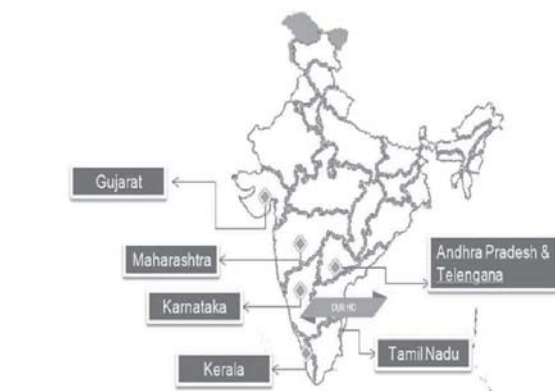 Gujarat
Maharashtra
Andhra Pradesh &
Telengana
Karnataka
OUR HO
Kerala
Tamil Nadu